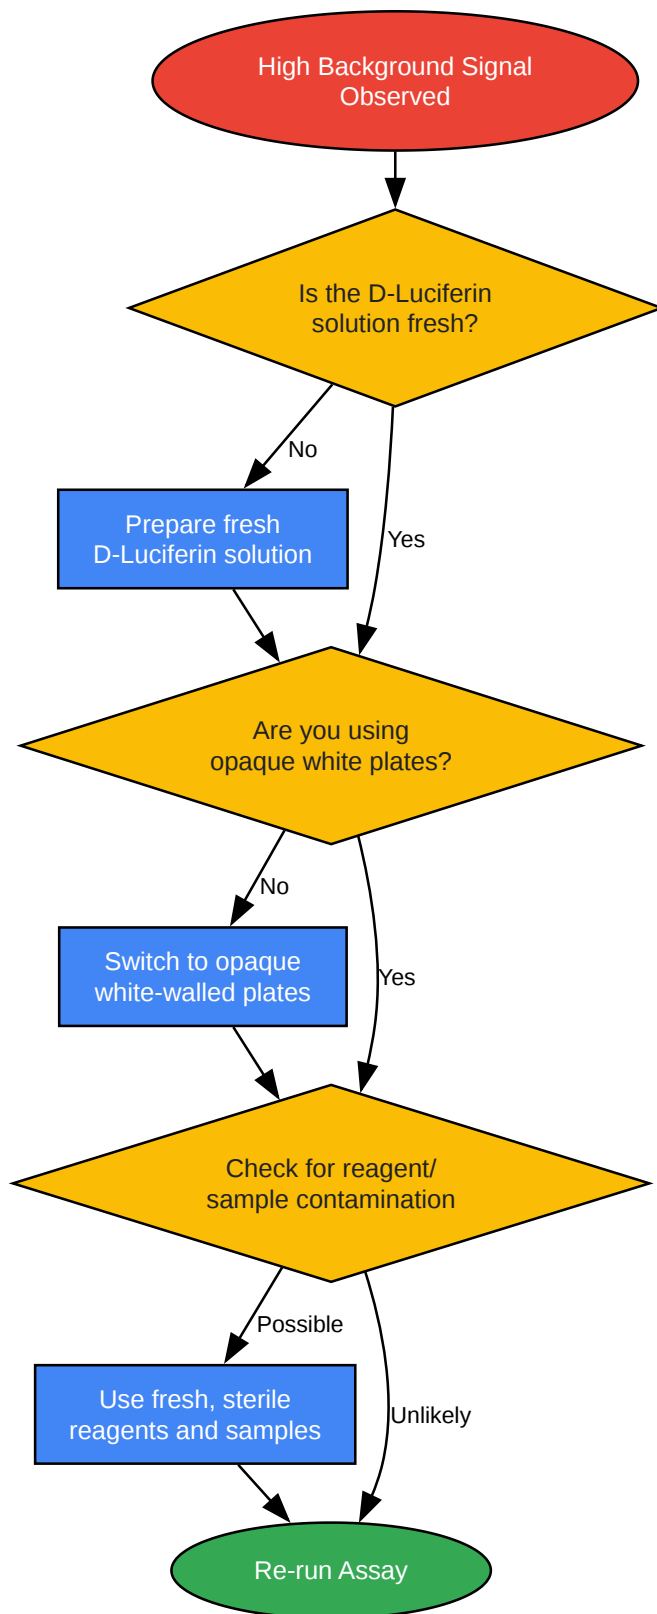 High Background Signal
Observed
Is the D-Luciferin
solution fresh?
No
Yes
Prepare fresh
D-Luciferin solution
Are you using
opaque white plates?
No
Yes
Switch to opaque
white-walled plates
Check for reagent/
sample contamination
Possible
Unlikely
Use fresh, sterile
reagents and samples
Re-run Assay